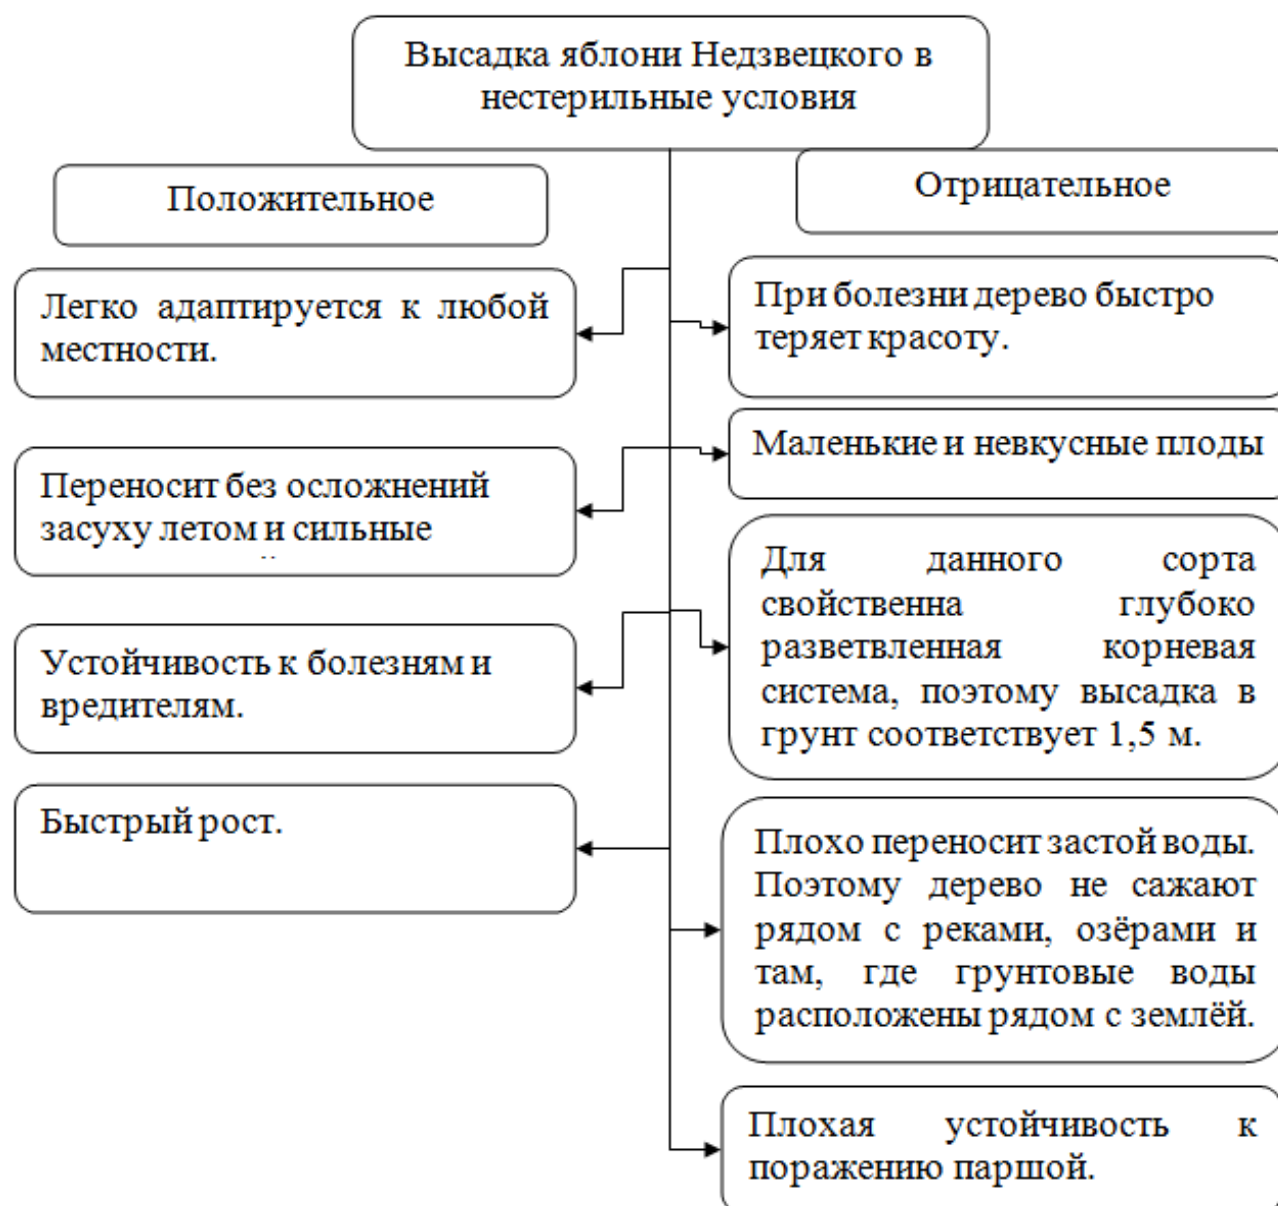 Высадка яблони Недзвецкого в
нестерильные условия
Положительное
Отрицательное
Легко адаптируется к любой
местности.
Переносит без осложнений
засуху летом и сильные
Устойчивость к болезням и
вредителям.
Быстрый рост.
При болезни дерево быстро
теряет красоту.
Маленькие и невкусные плоды
Для данного сорта
свойственна глубоко
разветвленная корневая
система, поэтому высадка в
грунт соответствует 1,5 м.
Плохо переносит застой воды.
Поэтому дерево не сажают
рядом с реками, озёрами и
там, где грунтовые воды
расположены рядом с землёй.
Плохая устойчивость к
поражению паршой.